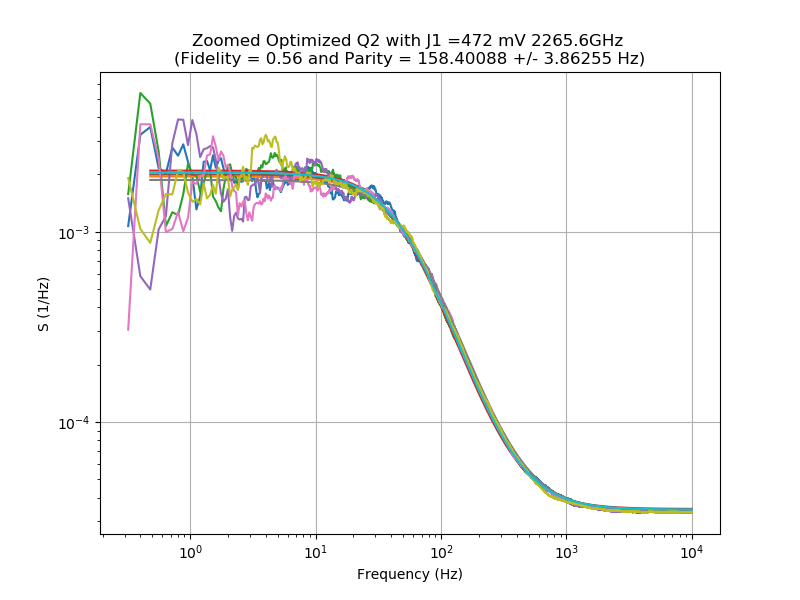 Zoomed Optimized Q2 with J1 =472 mV 2265.6GHz
(Fidelity = 0.56 and Parity = 158.40088 +/- 3.86255 Hz)
S (1/Hz)
10⁻³
10⁻⁴
10⁰ 10¹ 10² 10³ 10⁴
Frequency (Hz)